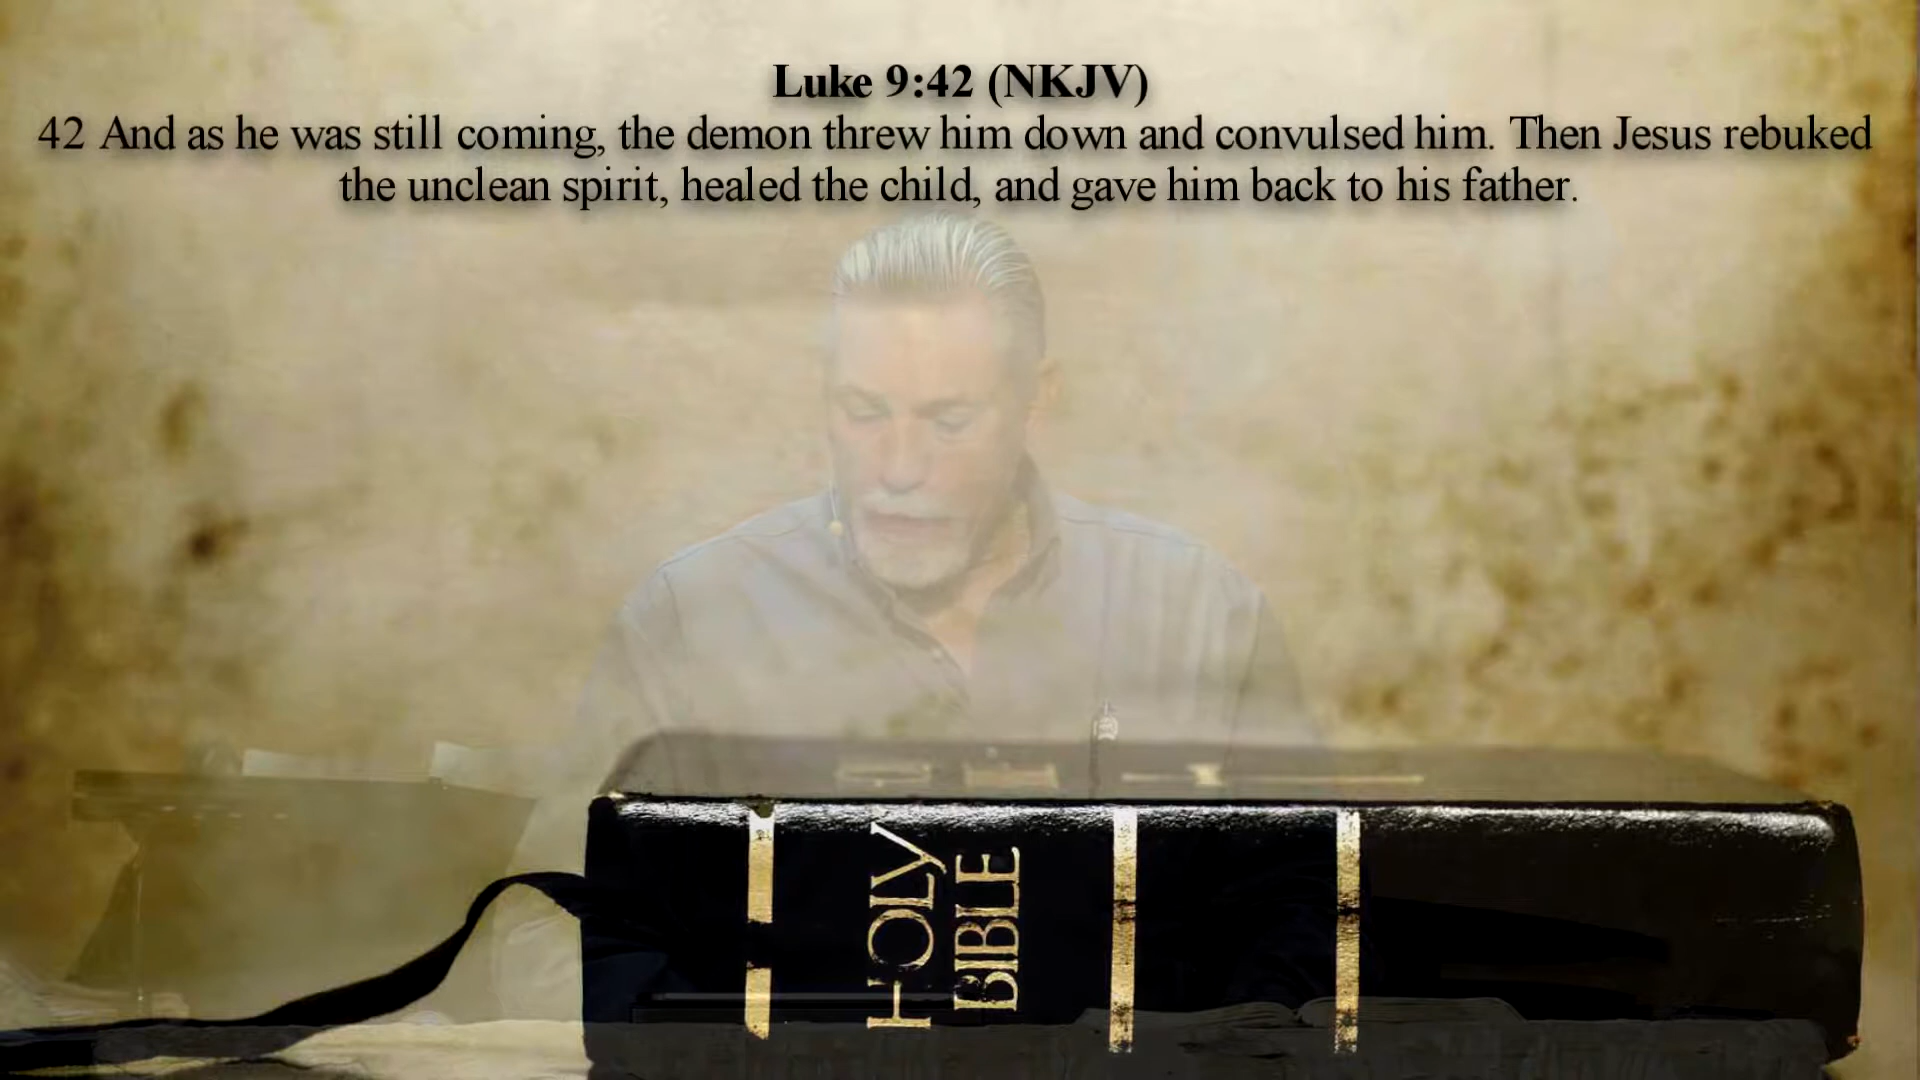 Luke 9:42 (NKJV)
42 And as he was still coming, the demon threw him down and convulsed him. Then Jesus rebuked
the unclean spirit, healed the child, and gave him back to his father.
HOLY
BIBLE